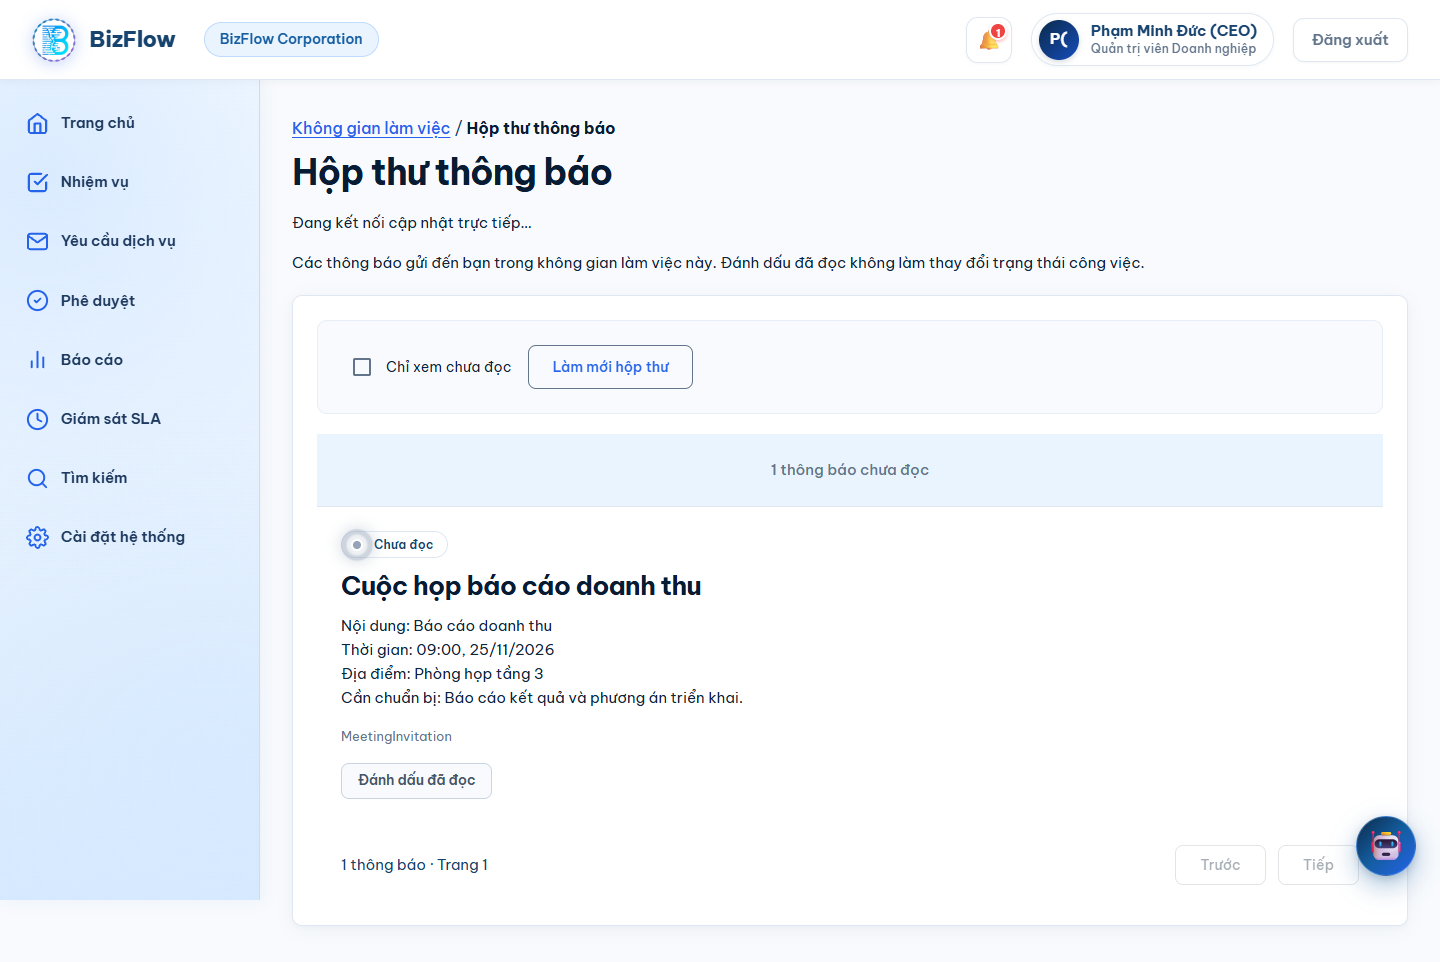 BizFlow
BizFlow Corporation
1
P(
Phạm Minh Đức (CEO)
Quản trị viên Doanh nghiệp
Đăng xuất
Trang chủ
Nhiệm vụ
Yêu cầu dịch vụ
Phê duyệt
Báo cáo
Giám sát SLA
Tìm kiếm
Cài đặt hệ thống
Không gian làm việc / Hộp thư thông báo
Hộp thư thông báo
Đang kết nối cập nhật trực tiếp...
Các thông báo gửi đến bạn trong không gian làm việc này. Đánh dấu đã đọc không làm thay đổi trạng thái công việc.
Chỉ xem chưa đọc
Làm mới hộp thư
1 thông báo chưa đọc
Chưa đọc
Cuộc họp báo cáo doanh thu
Nội dung: Báo cáo doanh thu
Thời gian: 09:00, 25/11/2026
Địa điểm: Phòng họp tầng 3
Cần chuẩn bị: Báo cáo kết quả và phương án triển khai.
MeetingInvitation
Đánh dấu đã đọc
1 thông báo · Trang 1
Trước
Tiếp